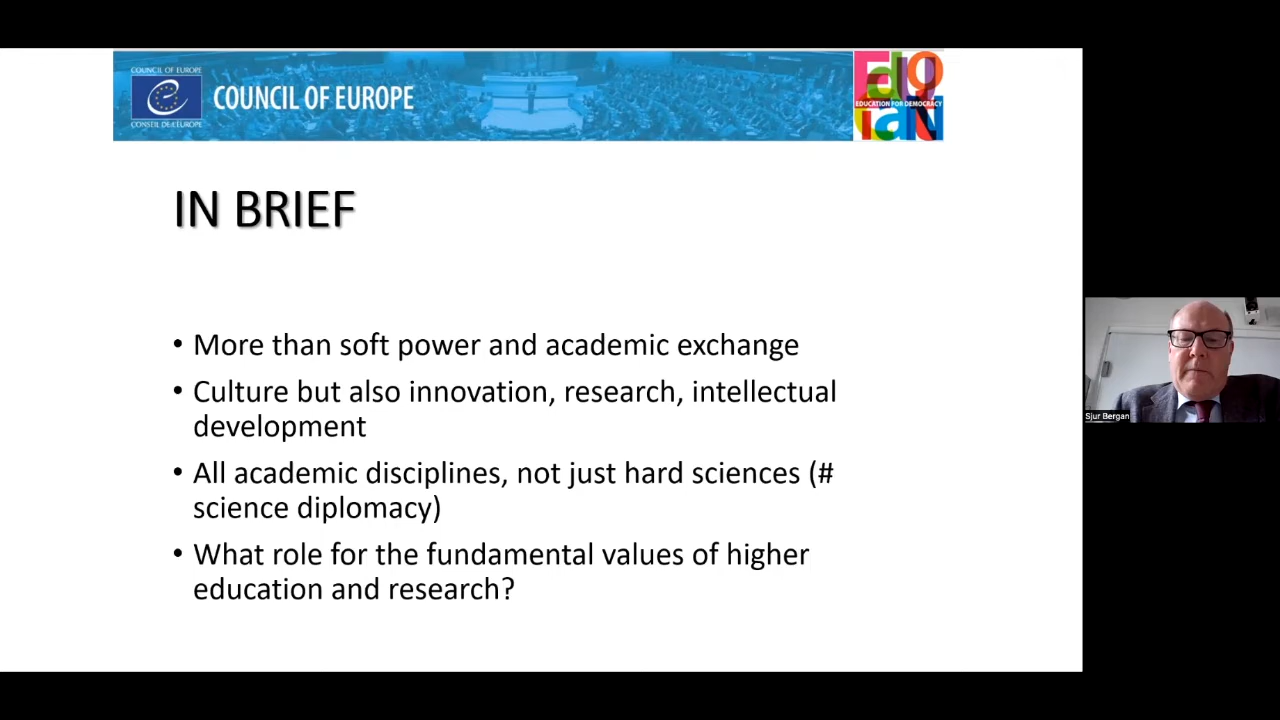 COUNCIL OF EUROPE
COUNCIL OF EUROPE
CONSEIL DE L'EUROPE
EDUCATION FOR DEMOCRACY
IN BRIEF
• More than soft power and academic exchange
• Culture but also innovation, research, intellectual
development
• All academic disciplines, not just hard sciences (#
science diplomacy)
• What role for the fundamental values of higher
education and research?
Sjur Bergan